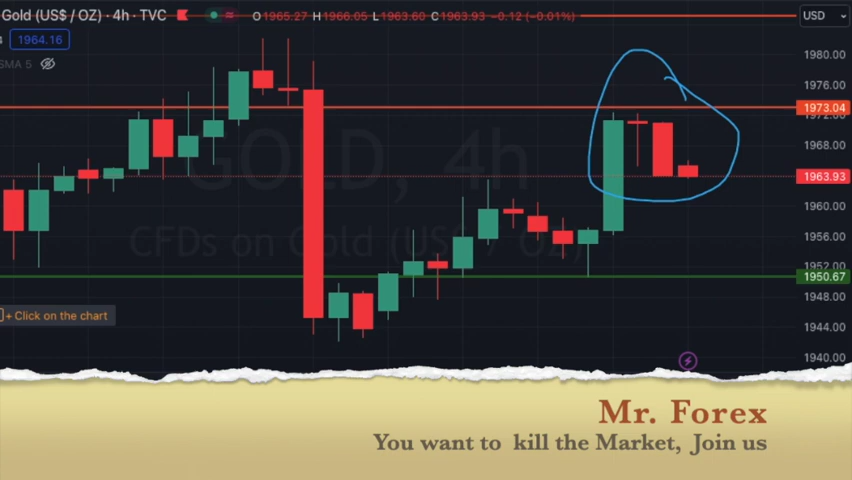 Gold (US$ / OZ) · 4h · TVC O1965.27 H1966.05 L1963.60 C1963.93 −0.12 (−0.01%) USD
4 1964.16
SMA 5
1980.00
1976.00
1973.04
1972.00
1968.00
1963.93
1960.00
1956.00
1952.00
1950.67
1948.00
1944.00
1940.00
GOLD, 4h
CFDs on Gold (US$ / OZ)
+ Click on the chart
Mr. Forex
You want to kill the Market, Join us